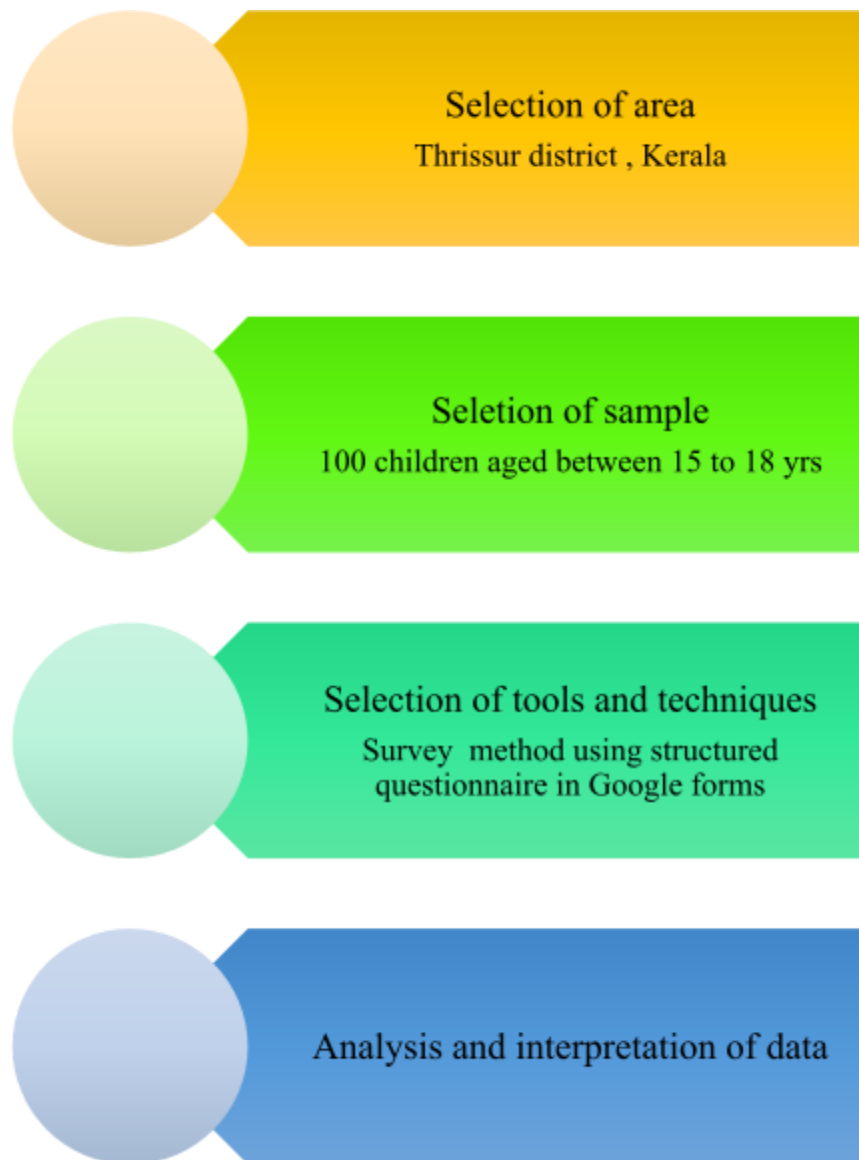 Selection of area
Thrissur district , Kerala
Seletion of sample
100 children aged between 15 to 18 yrs
Selection of tools and techniques
Survey  method using structured
questionnaire in Google forms
Analysis and interpretation of data